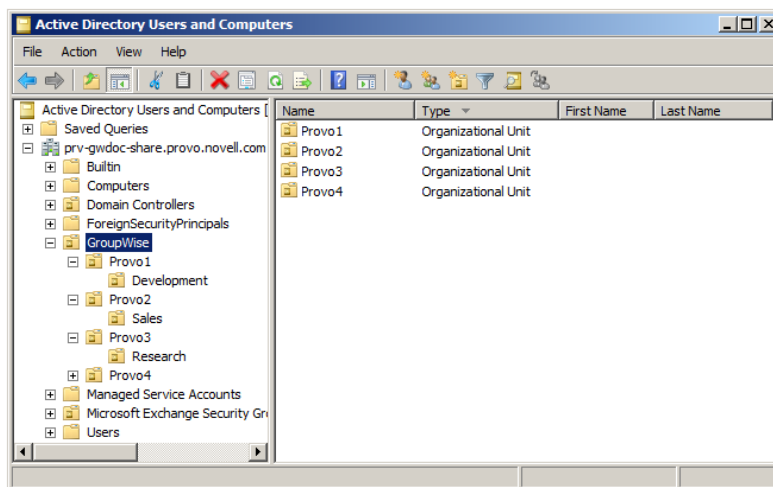 Active Directory Users and Computers
File Action View Help
Active Directory Users and Computers [
Name Type First Name Last Name
Saved Queries
Provo1 Organizational Unit
prv-gwdoc-share.provo.novell.com
Provo2 Organizational Unit
Builtin
Provo3 Organizational Unit
Computers
Provo4 Organizational Unit
Domain Controllers
ForeignSecurityPrincipals
GroupWise
Provo1
Development
Provo2
Sales
Provo3
Research
Provo4
Managed Service Accounts
Microsoft Exchange Security Gr
Users